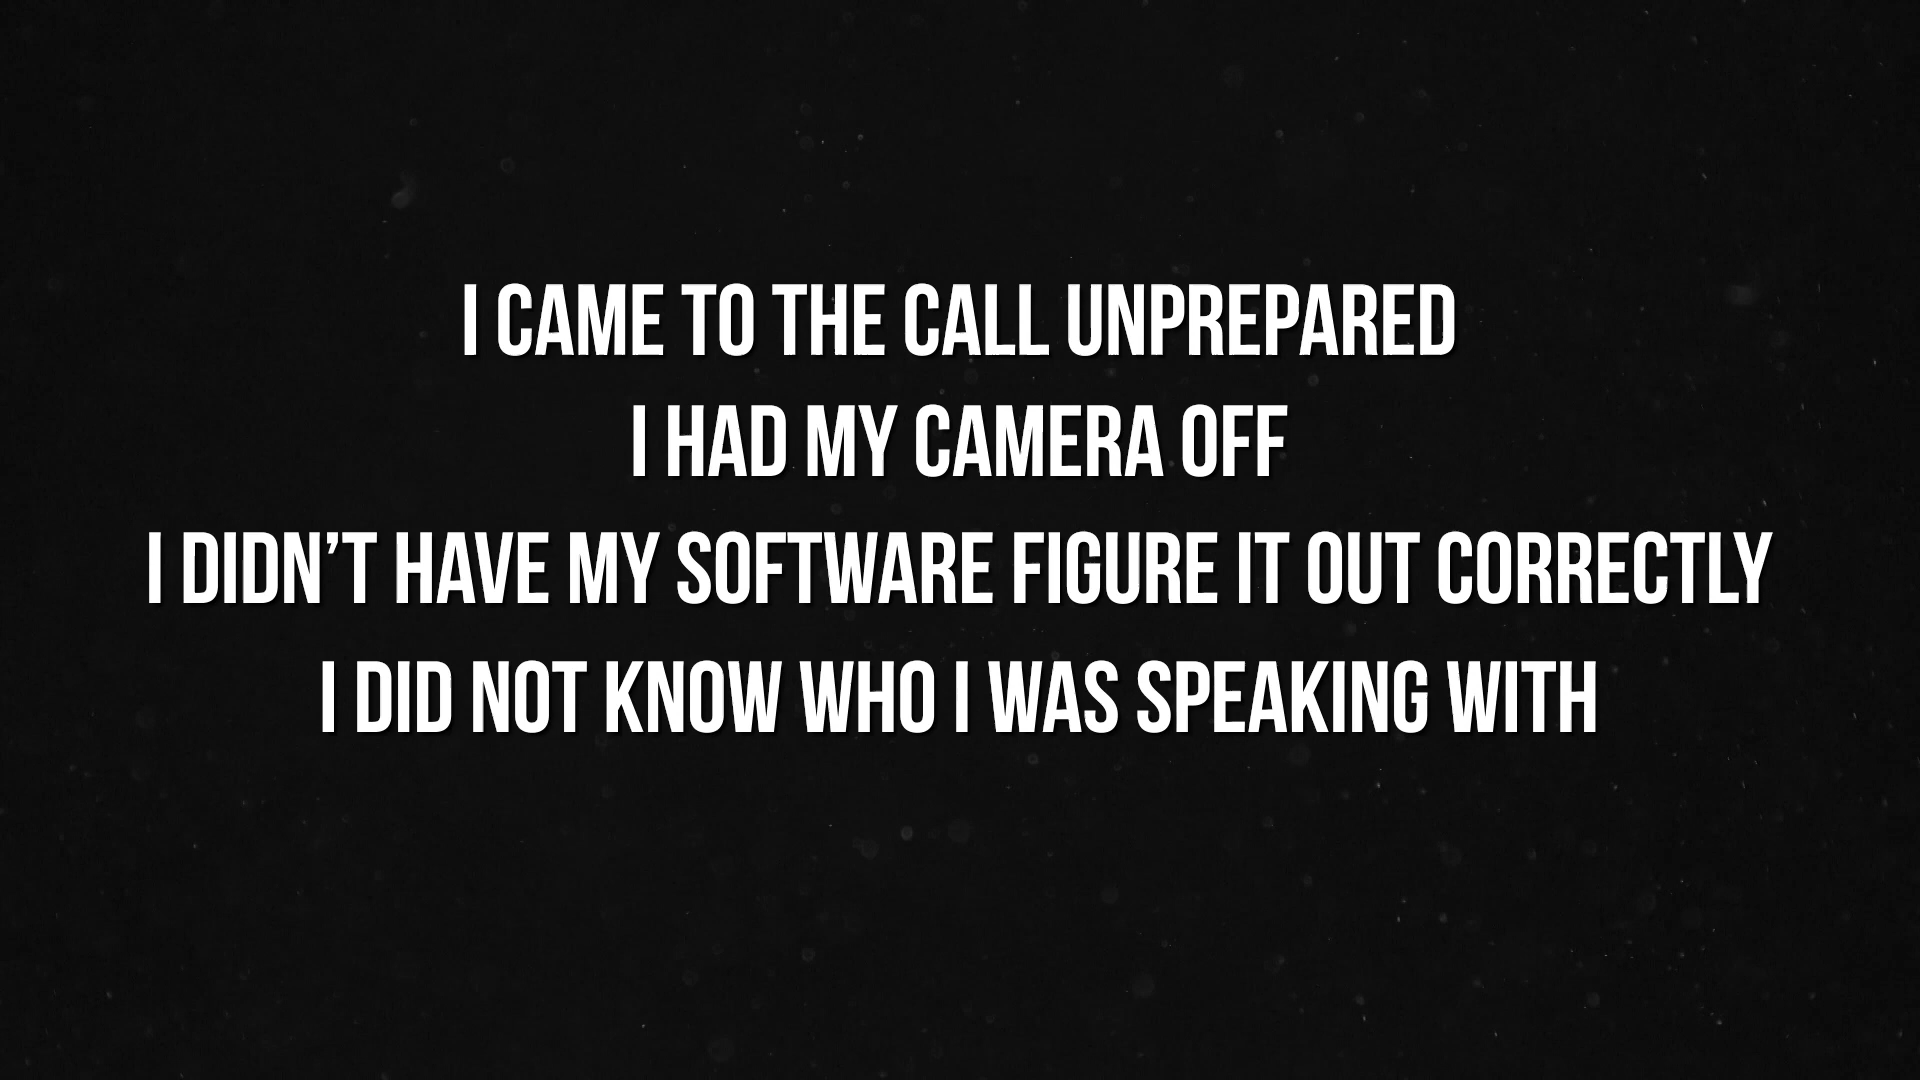 I CAME TO THE CALL UNPREPARED
I HAD MY CAMERA OFF
I DIDN’T HAVE MY SOFTWARE FIGURE IT OUT CORRECTLY
I DID NOT KNOW WHO I WAS SPEAKING WITH